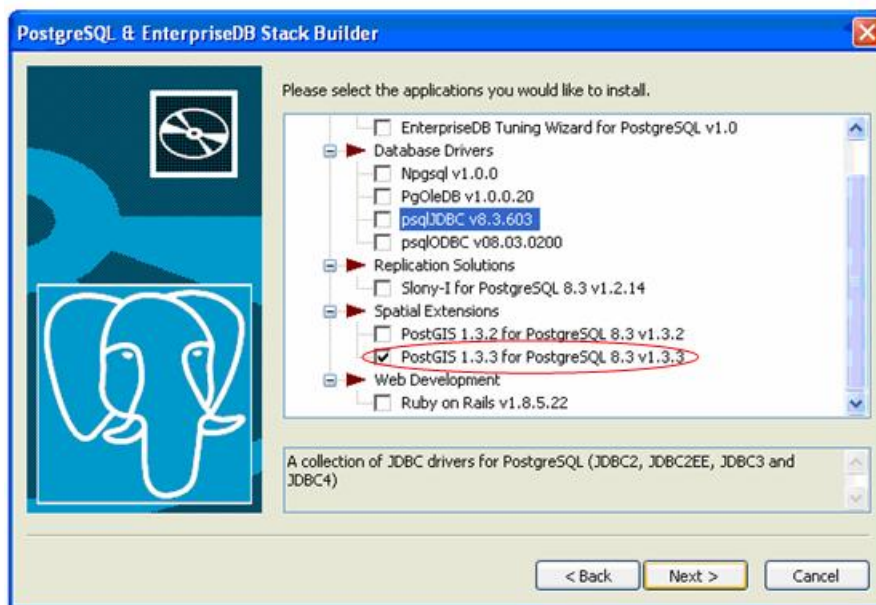 PostgreSQL & EnterpriseDB Stack Builder
Please select the applications you would like to install.
EnterpriseDB Tuning Wizard for PostgreSQL v1.0
Database Drivers
Npgsql v1.0.0
PgOleDB v1.0.0.20
psqlJDBC v8.3.603
psqlODBC v08.03.0200
Replication Solutions
Slony-I for PostgreSQL 8.3 v1.2.14
Spatial Extensions
PostGIS 1.3.2 for PostgreSQL 8.3 v1.3.2
PostGIS 1.3.3 for PostgreSQL 8.3 v1.3.3
Web Development
Ruby on Rails v1.8.5.22
A collection of JDBC drivers for PostgreSQL (JDBC2, JDBC2EE, JDBC3 and
JDBC4)
< Back Next > Cancel